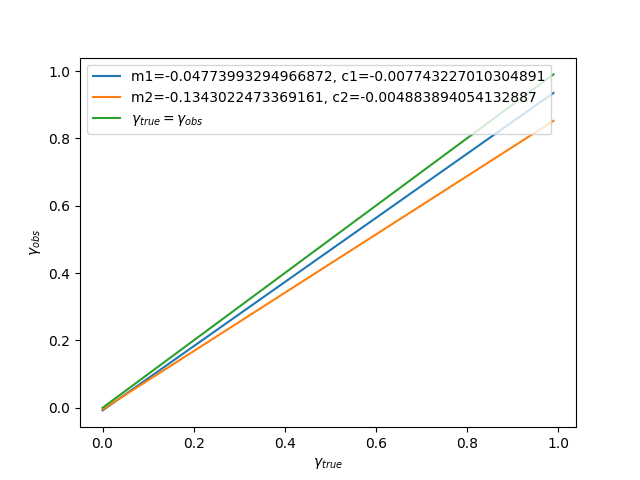 m1=-0.04773993294966872, c1=-0.007743227010304891
m2=-0.1343022473369161, c2=-0.004883894054132887
γtrue = γobs
1.0
0.8
0.6
0.4
0.2
0.0
γobs
0.0 0.2 0.4 0.6 0.8 1.0
γtrue